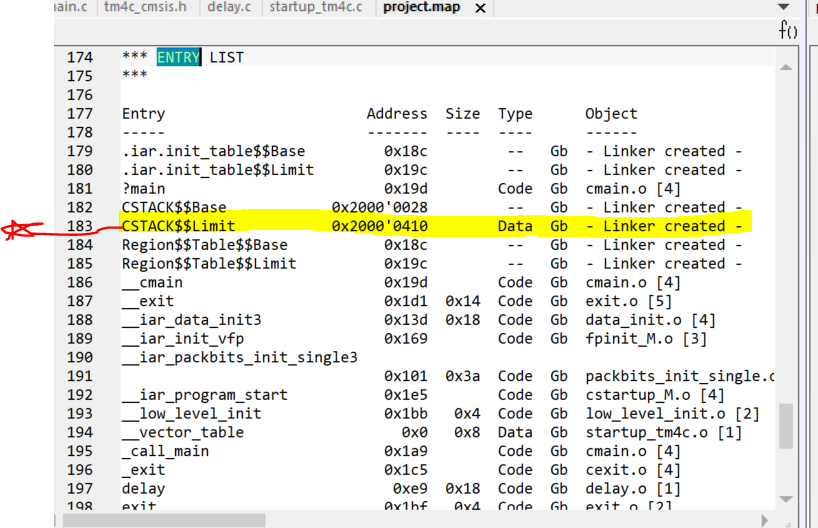 ain.c tm4c_cmsis.h delay.c startup_tm4c.c project.map
f()
174 *** ENTRY LIST
175 ***
176
177 Entry Address Size Type Object
178 ----- ------- ---- ---- ------
179 .iar.init_table$$Base 0x18c -- Gb - Linker created -
180 .iar.init_table$$Limit 0x19c -- Gb - Linker created -
181 ?main 0x19d Code Gb cmain.o [4]
182 CSTACK$$Base 0x2000'0028 -- Gb - Linker created -
183 CSTACK$$Limit 0x2000'0410 Data Gb - Linker created -
184 Region$$Table$$Base 0x18c -- Gb - Linker created -
185 Region$$Table$$Limit 0x19c -- Gb - Linker created -
186 __cmain 0x19d Code Gb cmain.o [4]
187 __exit 0x1d1 0x14 Code Gb exit.o [5]
188 __iar_data_init3 0x13d 0x18 Code Gb data_init.o [4]
189 __iar_init_vfp 0x169 Code Gb fpinit_M.o [3]
190 __iar_packbits_init_single3
191 0x101 0x3a Code Gb packbits_init_single.o
192 __iar_program_start 0x1e5 Code Gb cstartup_M.o [4]
193 __low_level_init 0x1bb 0x4 Code Gb low_level_init.o [2]
194 __vector_table 0x0 0x8 Data Gb startup_tm4c.o [1]
195 _call_main 0x1a9 Code Gb cmain.o [4]
196 _exit 0x1c5 Code Gb cexit.o [4]
197 delay 0xe9 0x18 Code Gb delay.o [1]
198 exit 0x1bf 0x4 Code Gb exit.o [2]